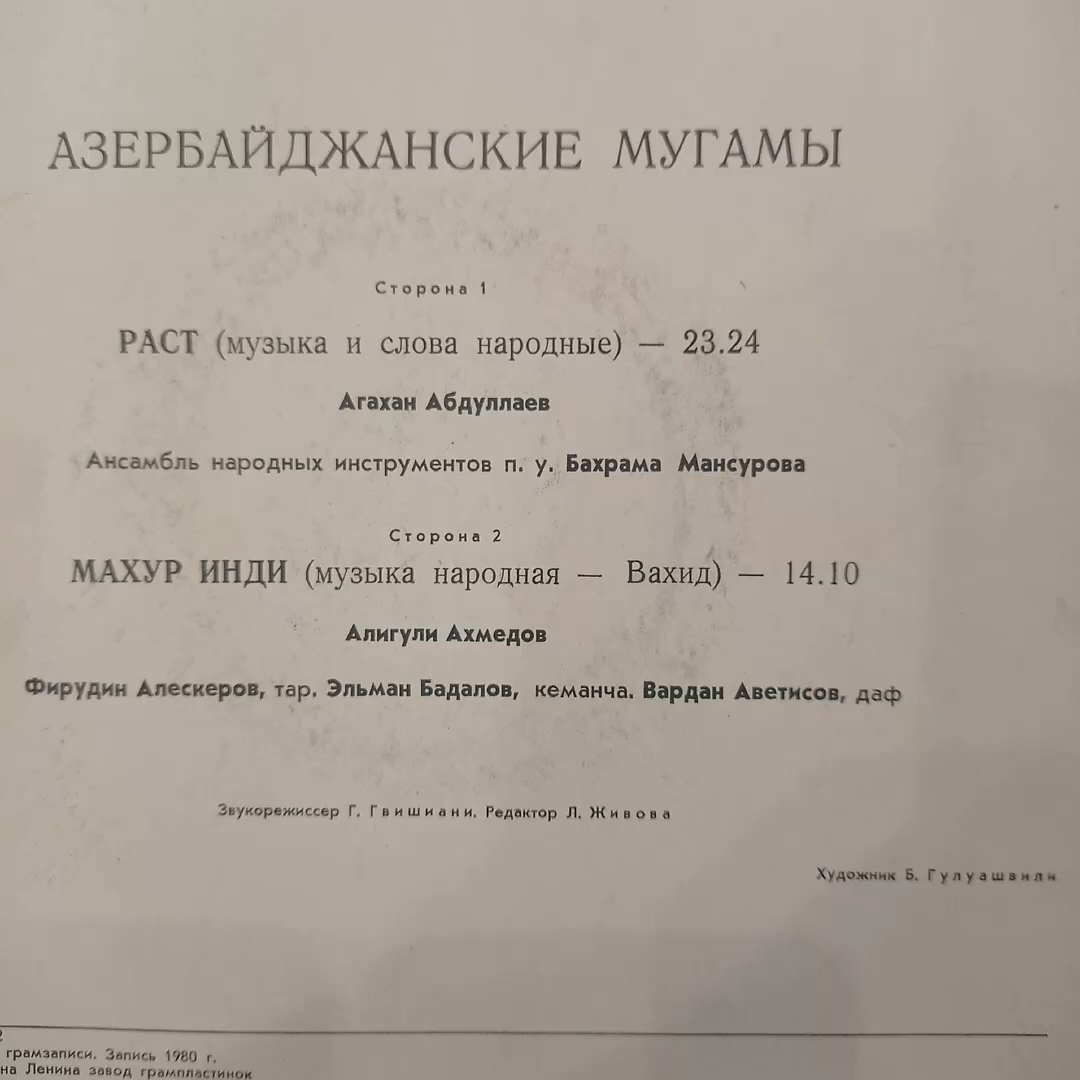 АЗЕРБАЙДЖАНСКИЕ МУГАМЫ
Сторона 1
РАСТ (музыка и слова народные) — 23.24
Агахан Абдуллаев
Ансамбль народных инструментов п. у. Бахрама Мансурова
Сторона 2
МАХУР ИНДИ (музыка народная — Вахид) — 14.10
Алигули Ахмедов
Фирудин Алескеров, тар. Эльман Бадалов, кеманча. Вардан Аветисов, даф
Звукорежиссер Г. Гвишиани. Редактор Л. Живова
Художник Б. Гулуашвили
грамзаписи. Запись 1980 г.
на Ленина завод грампластинок